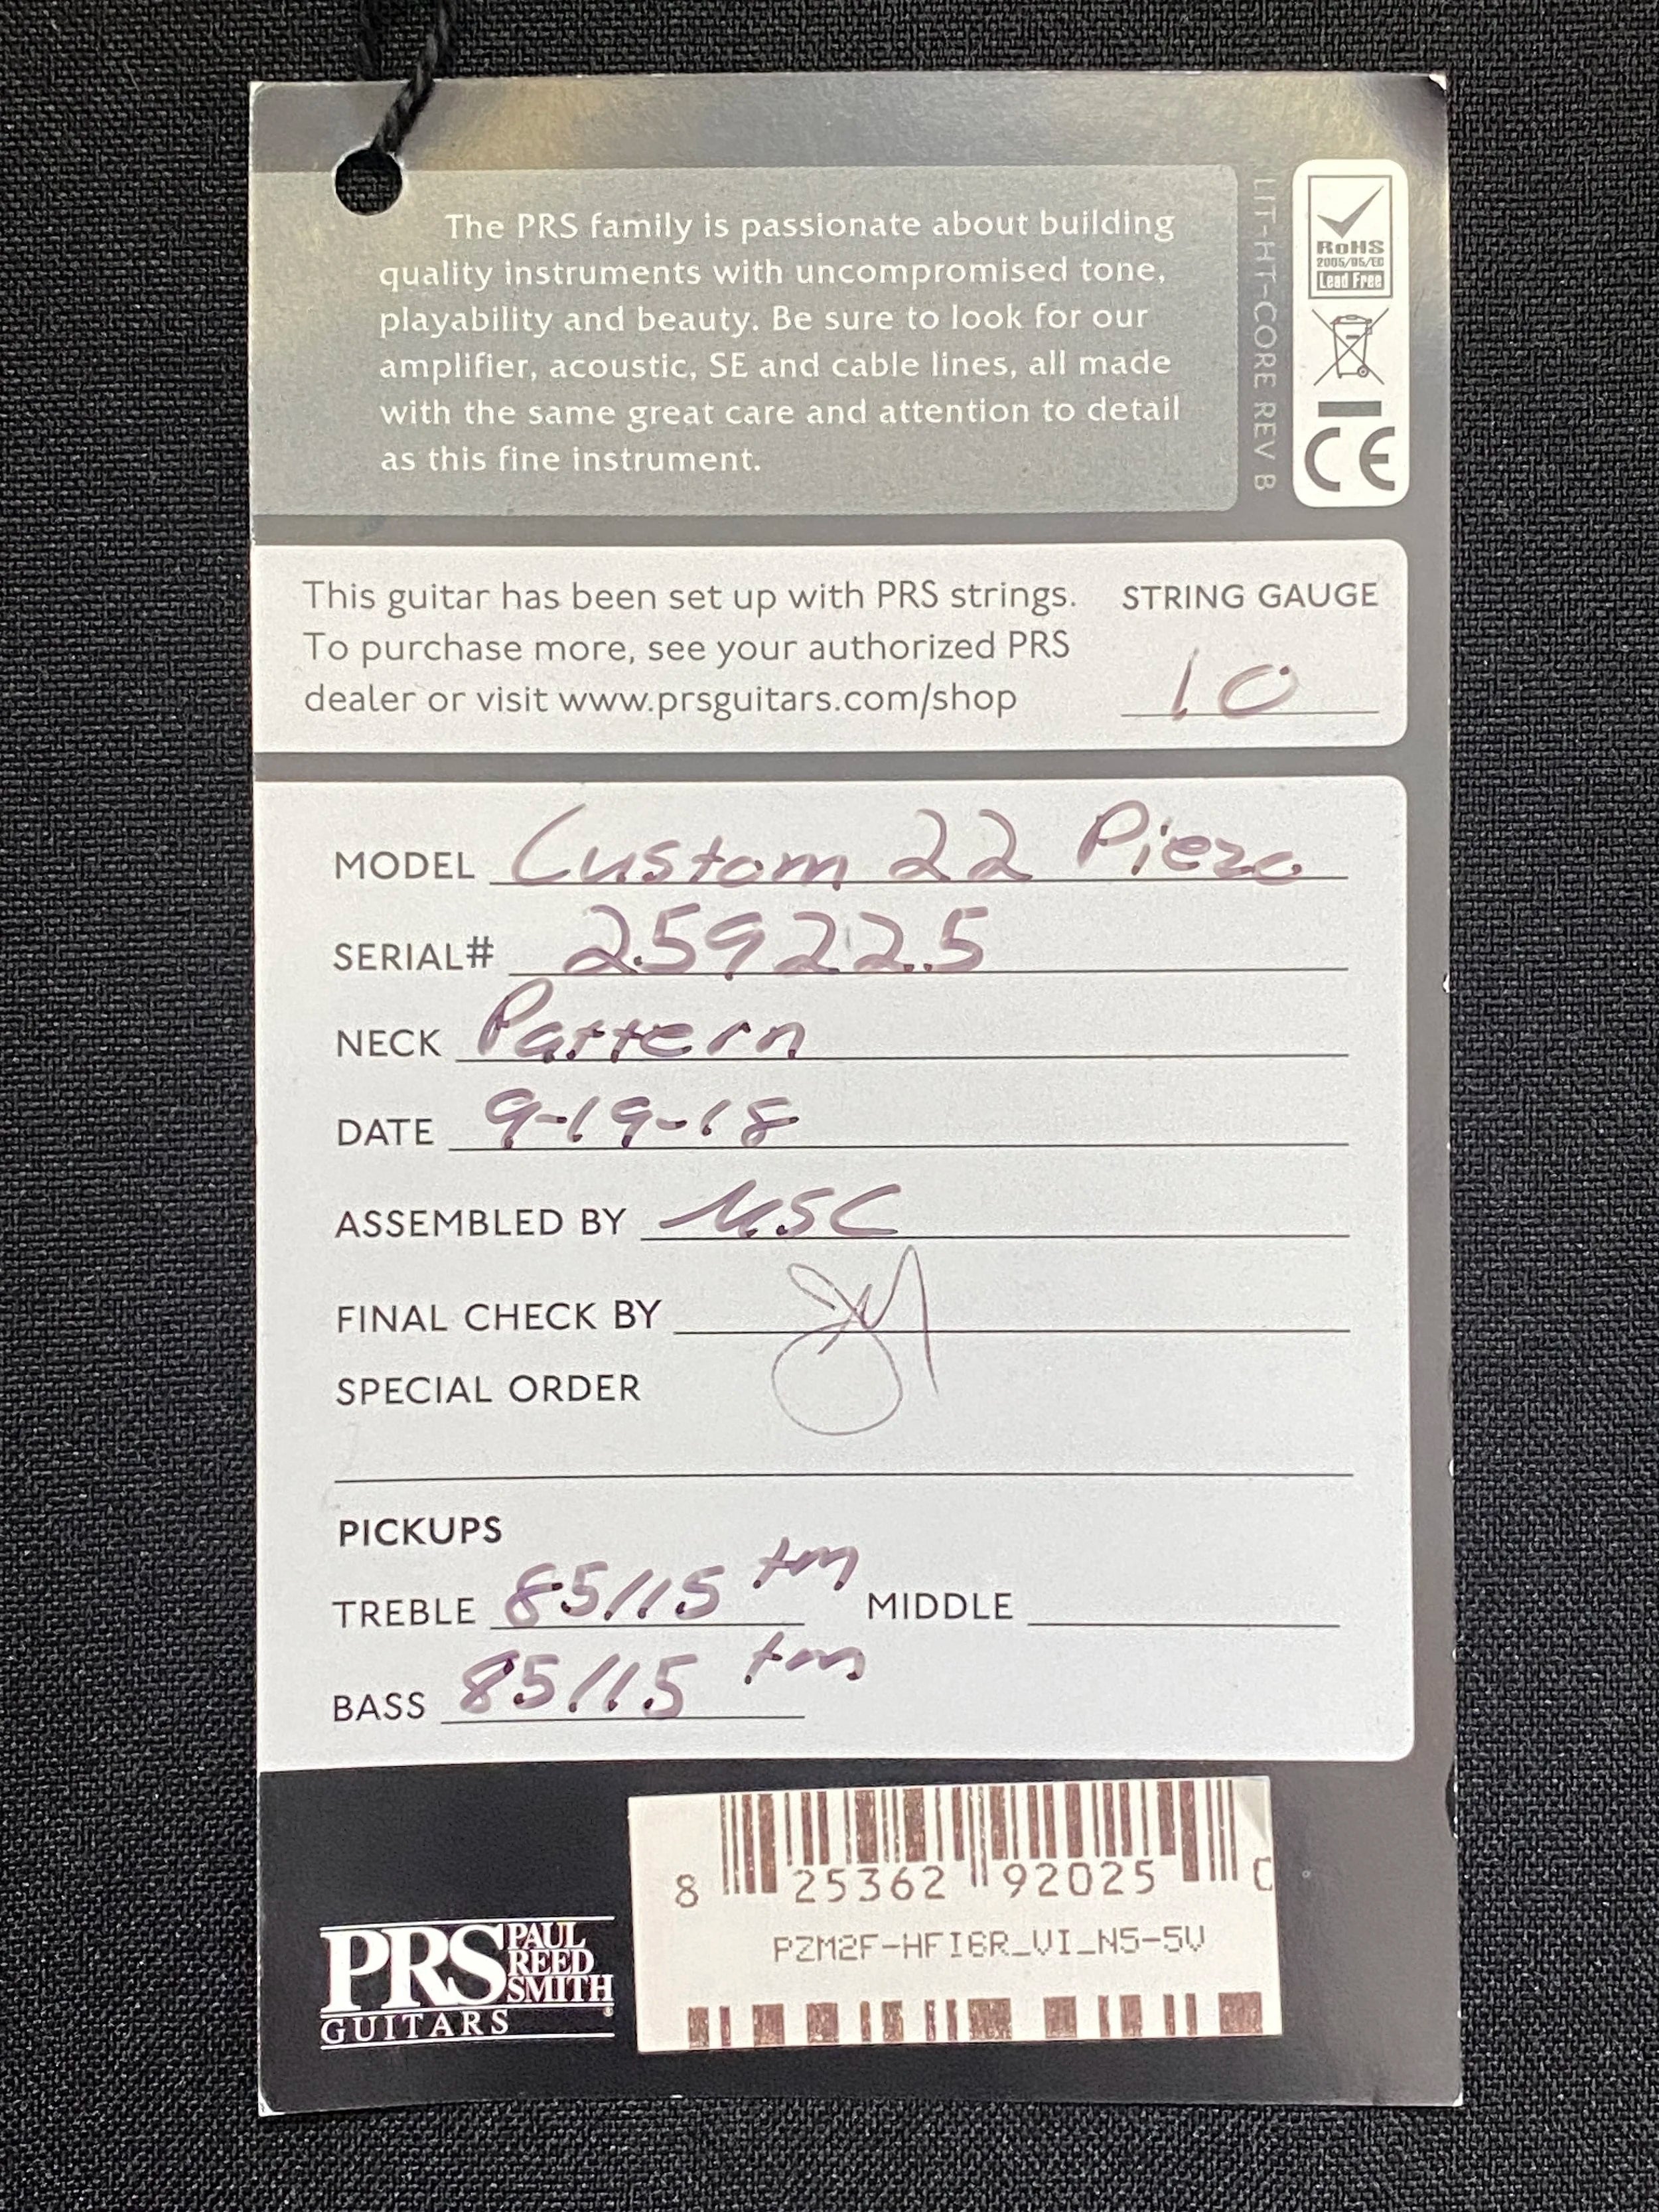 The PRS family is passionate about building
quality instruments with uncompromised tone,
playability and beauty. Be sure to look for our
amplifier, acoustic, SE and cable lines, all made
with the same great care and attention to detail
as this fine instrument.
LIT-HT-CORE REV B
RoHS
2005/95/EC
Lead Free
CE
This guitar has been set up with PRS strings.
To purchase more, see your authorized PRS
dealer or visit www.prsguitars.com/shop
STRING GAUGE
10
MODEL Custom 22 Piezo
SERIAL# 259225
NECK Pattern
DATE 9-19-18
ASSEMBLED BY MSC
FINAL CHECK BY
SPECIAL ORDER
PICKUPS
TREBLE 85/15 tm MIDDLE
BASS 85/15 tm
PRS PAUL REED SMITH
GUITARS
8 25362 92025
PZM2F-HFI6R_VI_N5-5V